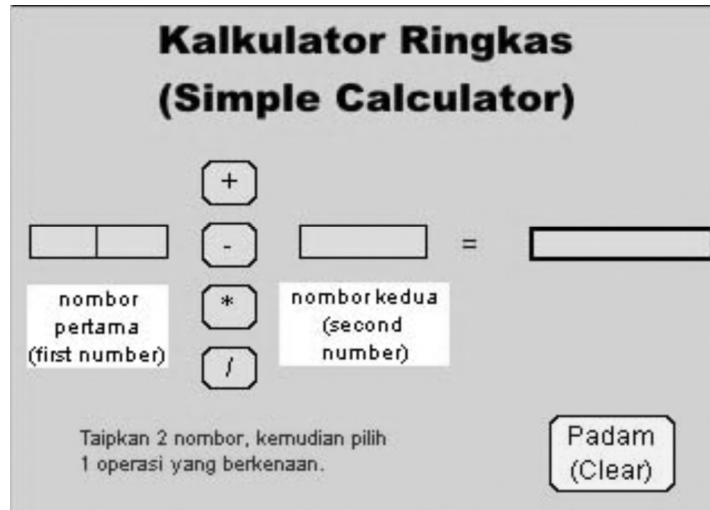 Kalkulator Ringkas
(Simple Calculator)
+
-
=
nombor
pertama
(first number)
*
nombor kedua
(second
number)
/
Taipkan 2 nombor, kemudian pilih
1 operasi yang berkenaan.
Padam
(Clear)